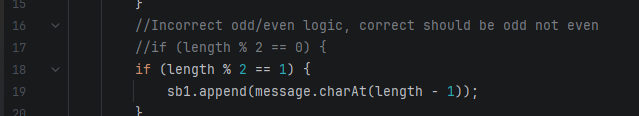 }
16 //Incorrect odd/even logic, correct should be odd not even
17 //if (length % 2 == 0) {
18 if (length % 2 == 1) {
19 sb1.append(message.charAt(length - 1));
20 }